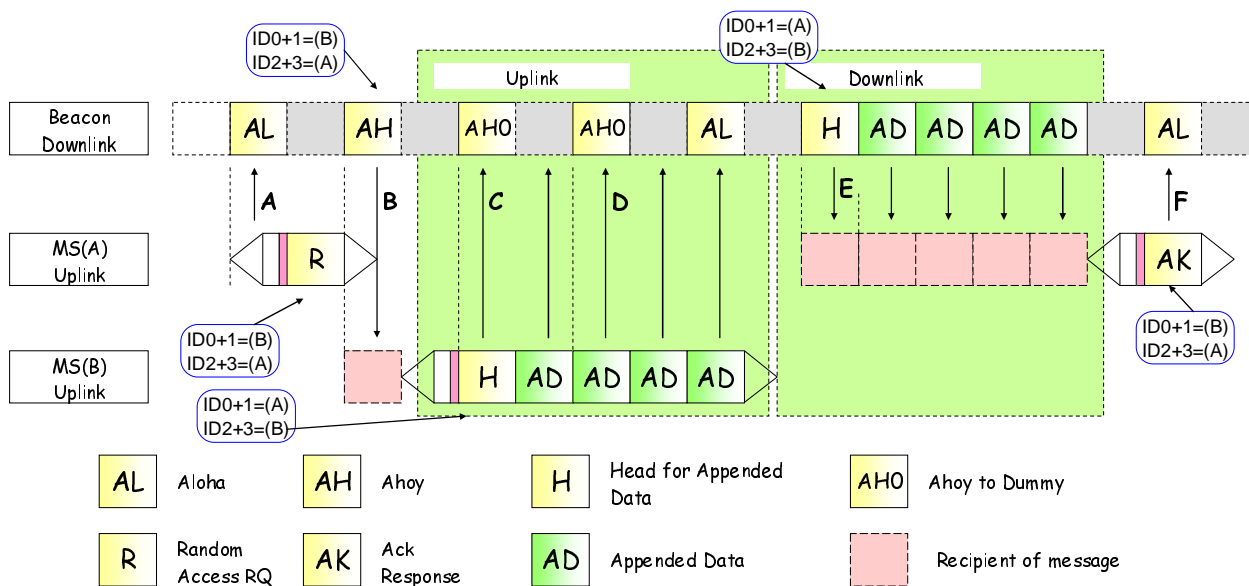 ID0+1=(B)
ID2+3=(A)
ID0+1=(A)
ID2+3=(B)
Uplink
Downlink
Beacon
Downlink
AL
AH
AH0
AH0
AL
H
AD
AD
AD
AD
AL
A
B
C
D
E
F
MS(A)
Uplink
R
AK
ID0+1=(B)
ID2+3=(A)
ID0+1=(B)
ID2+3=(A)
MS(B)
Uplink
H
AD
AD
AD
AD
ID0+1=(A)
ID2+3=(B)
AL
Aloha
AH
Ahoy
H
Head for Appended
Data
AH0
Ahoy to Dummy
R
Random
Access RQ
AK
Ack
Response
AD
Appended Data
Recipient of message